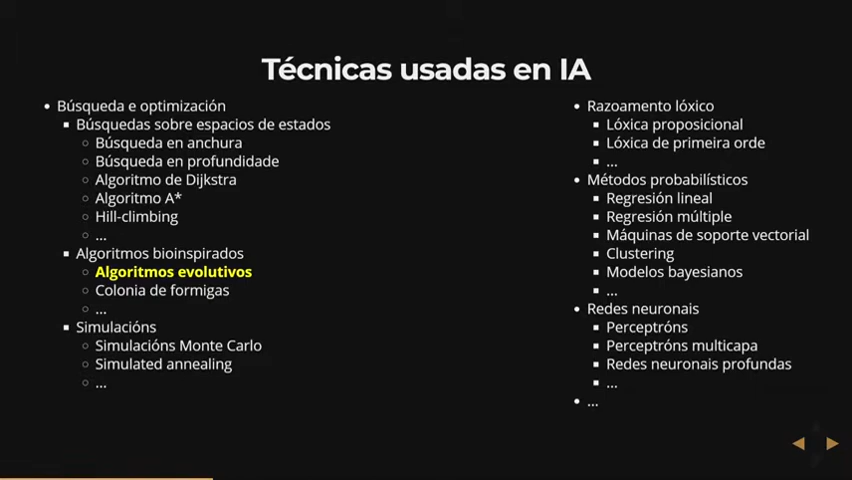 Técnicas usadas en IA
Búsqueda e optimización
Búsquedas sobre espacios de estados
Búsqueda en anchura
Búsqueda en profundidade
Algoritmo de Dijkstra
Algoritmo A*
Hill-climbing
...
Algoritmos bioinspirados
Algoritmos evolutivos
Colonia de formigas
...
Simulacións
Simulacións Monte Carlo
Simulated annealing
...
Razoamento lóxico
Lóxica proposicional
Lóxica de primeira orde
...
Métodos probabilísticos
Regresión lineal
Regresión múltiple
Máquinas de soporte vectorial
Clustering
Modelos bayesianos
...
Redes neuronais
Perceptróns
Perceptróns multicapa
Redes neuronais profundas
...
...